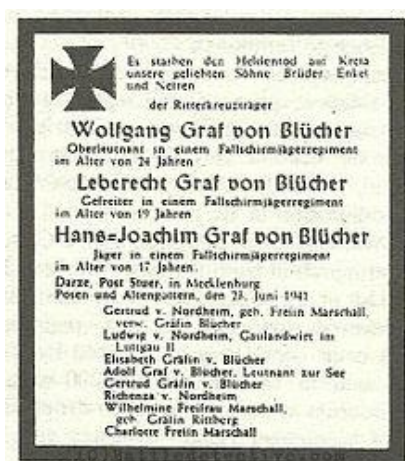 Es starben den Heldentod auf Kreta
unsere geliebten Söhne Brüder, Enkel
und Neffen
der Ritterkreuzträger
Wolfgang Graf von Blücher
Oberleutnant in einem Fallschirmjägerregiment
im Alter von 24 Jahren
Leberecht Graf von Blücher
Gefreiter in einem Fallschirmjägerregiment
im Alter von 19 Jahren
Hans=Joachim Graf von Blücher
Jäger in einem Fallschirmjägerregiment
im Alter von 17 Jahren
Darze, Post Stuer, in Mecklenburg
Posen und Altengottern, den 23. Juni 1941
Gertrud v. Nordheim, geb. Freiin Marschall,
verw. Gräfin Blücher
Ludwig v. Nordheim, Gaulandwirt im
II
Elisabeth Gräfin v. Blücher
Adolf Graf v. Blücher, Leutnant zur See
Gertrud Gräfin v. Blücher
Richenza v. Nordheim
Wilhelmine Freifrau Marschall,
geb. Gräfin Rittberg
Charlotte Freiin Marschall